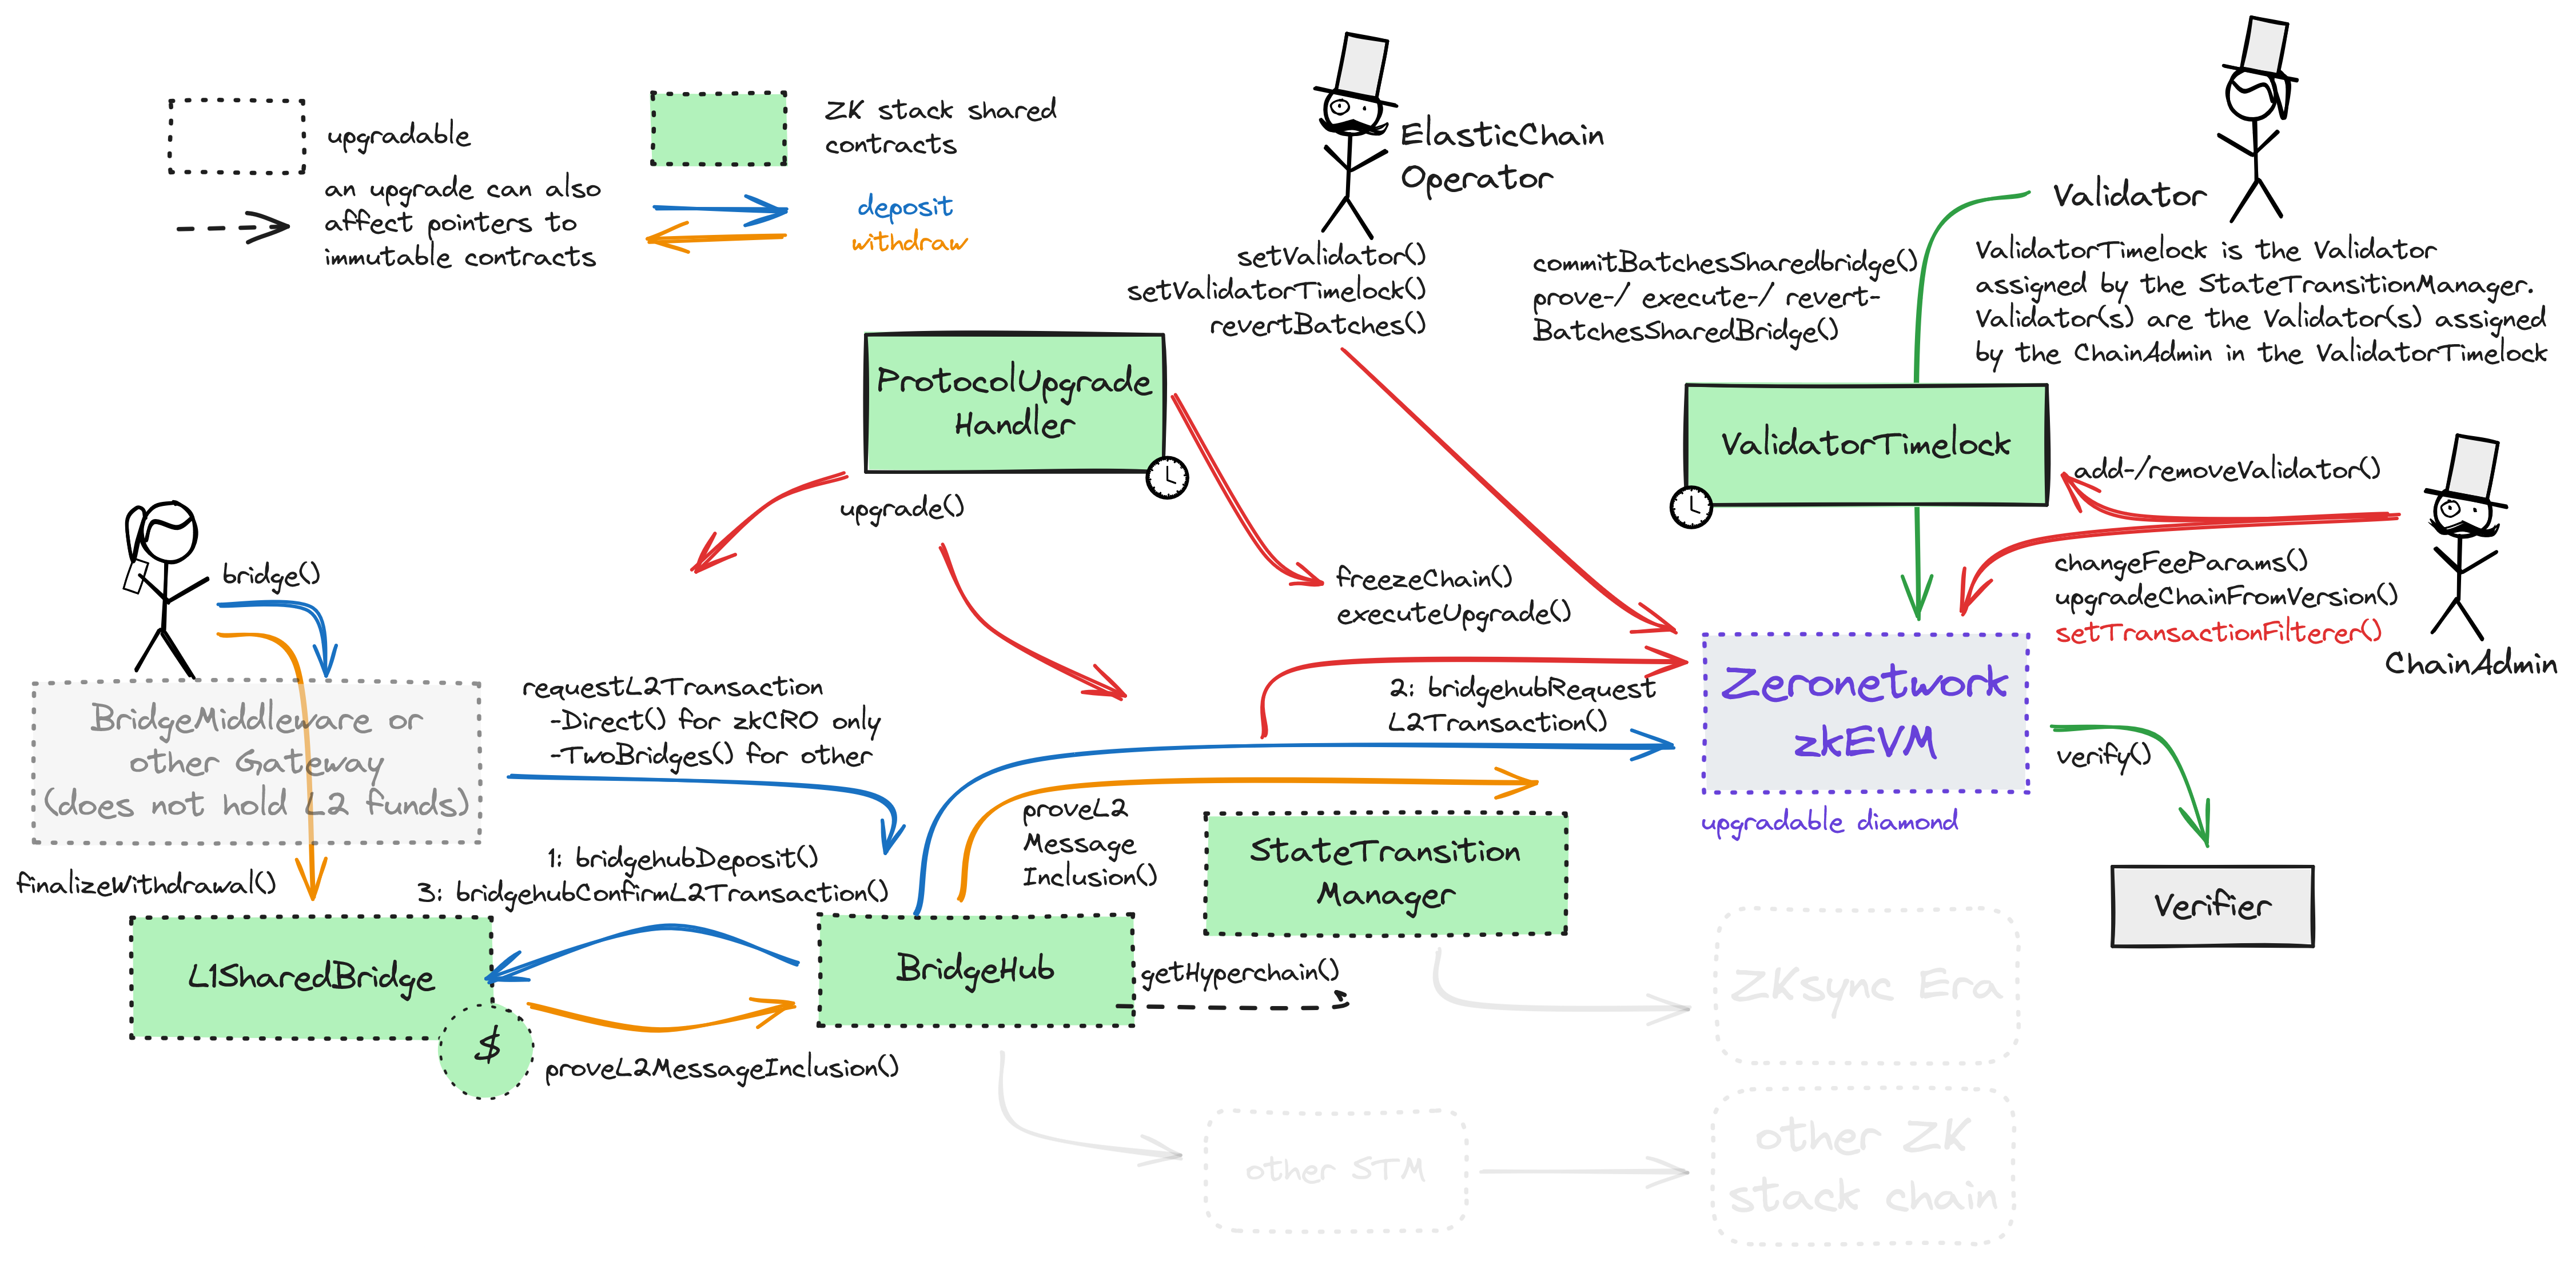 upgradable
an upgrade can also
affect pointers to
immutable contracts
ZK stack shared
contracts
deposit
withdraw
ElasticChain
Operator
setValidator()
setValidatorTimelock()
revertBatches()
commitBatchesSharedbridge()
prove-/ execute-/ revert-
BatchesSharedBridge()
Validator
ValidatorTimelock is the Validator
assigned by the StateTransitionManager.
Validator(s) are the Validator(s) assigned
by the ChainAdmin in the ValidatorTimelock
ProtocolUpgrade
Handler
ValidatorTimelock
add-/removeValidator()
upgrade()
freezeChain()
executeUpgrade()
changeFeeParams()
upgradeChainFromVersion()
setTransactionFilterer()
ChainAdmin
bridge()
BridgeMiddleware or
other Gateway
(does not hold L2 funds)
requestL2Transaction
-Direct() for zkCRO only
-TwoBridges() for other
2: bridgehubRequest
L2Transaction()
Zeronetwork
zkEVM
upgradable diamond
verify()
Verifier
proveL2
Message
Inclusion()
StateTransition
Manager
finalizeWithdrawal()
1: bridgehubDeposit()
3: bridgehubConfirmL2Transaction()
L1SharedBridge
$
BridgeHub
getHyperchain()
proveL2MessageInclusion()
ZKsync Era
other STM
other ZK
stack chain